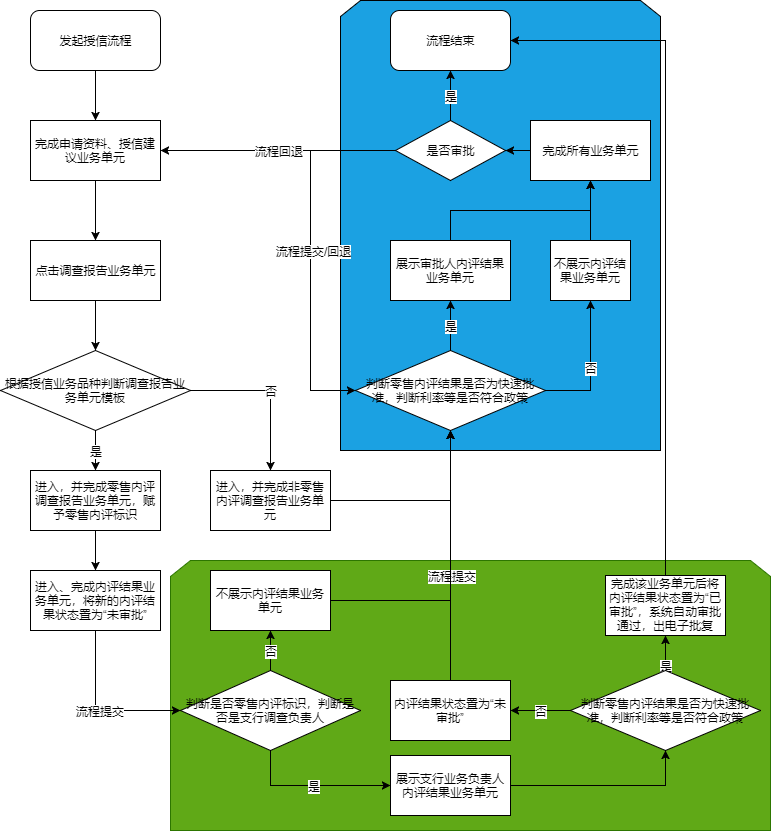 发起授信流程
流程结束
是
完成申请资料、授信建
议业务单元
流程回退
是否审批
完成所有业务单元
流程提交/回退
点击调查报告业务单元
展示审批人内评结果
业务单元
不展示内评结
果业务单元
是
否
根据授信业务品种判断调查报告业
务单元模板
否
判断零售内评结果是否为快速批
准，判断利率等是否符合政策
是
进入，并完成零售内评
调查报告业务单元，赋
予零售内评标识
进入，并完成非零售
内评调查报告业务单
元
进入、完成内评结果业
务单元，将新的内评结
果状态置为“未审批”
流程提交
不展示内评结果业务
单元
完成该业务单元后将
内评结果状态置为“已
审批”，系统自动审批
通过，出电子批复
否
是
流程提交
判断是否零售内评标识，判断是
否是支行调查负责人
内评结果状态置为“未
审批”
否
判断零售内评结果是否为快速批
准，判断利率等是否符合政策
是
展示支行业务负责人
内评结果业务单元